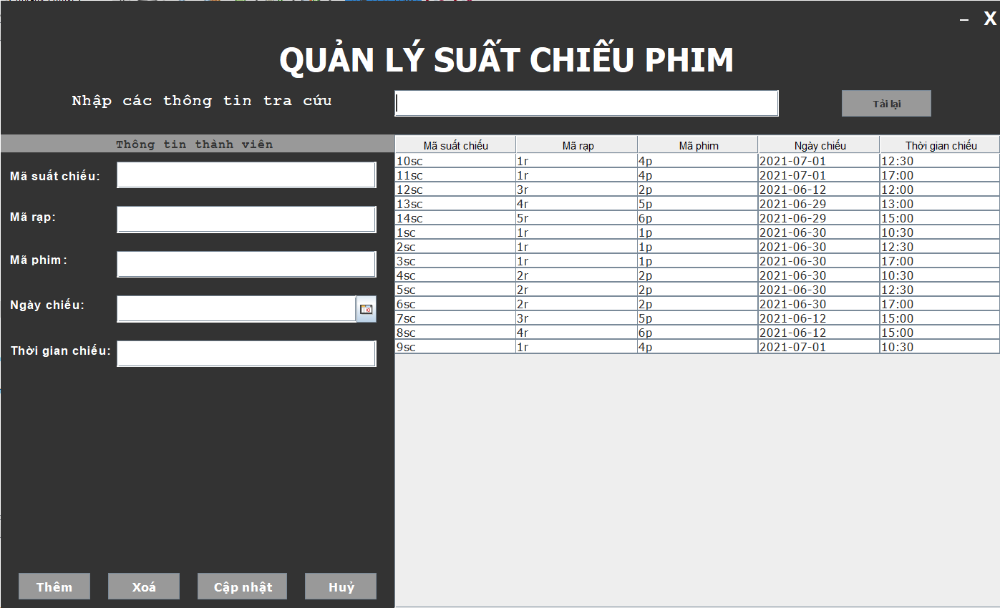 – X
QUẢN LÝ SUẤT CHIẾU PHIM
Nhập các thông tin tra cứu
Tải lại
Thông tin thành viên
Mã suất chiếu:
Mã rạp:
Mã phim:
Ngày chiếu:
Thời gian chiếu:
Thêm Xoá Cập nhật Huỷ
Mã suất chiếu Mã rạp Mã phim Ngày chiếu Thời gian chiếu
10sc 1r 4p 2021-07-01 12:30
11sc 1r 4p 2021-07-01 17:00
12sc 3r 2p 2021-06-12 12:00
13sc 4r 5p 2021-06-29 13:00
14sc 5r 6p 2021-06-29 15:00
1sc 1r 1p 2021-06-30 10:30
2sc 1r 1p 2021-06-30 12:30
3sc 1r 1p 2021-06-30 17:00
4sc 2r 2p 2021-06-30 10:30
5sc 2r 2p 2021-06-30 12:30
6sc 2r 2p 2021-06-30 17:00
7sc 3r 5p 2021-06-12 15:00
8sc 4r 6p 2021-06-12 15:00
9sc 1r 4p 2021-07-01 10:30